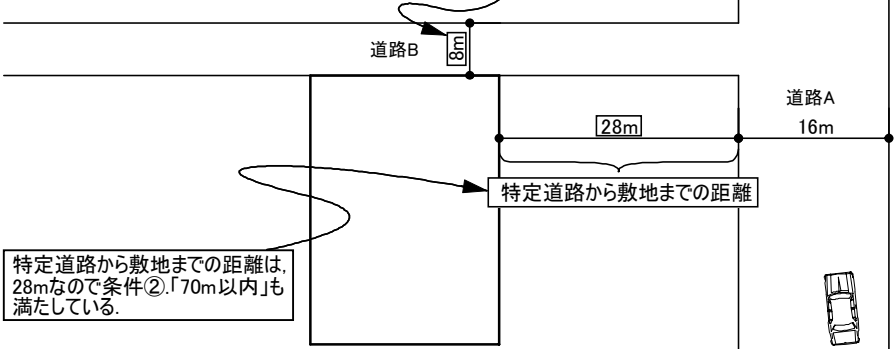 道路B
8m
道路A
28m
16m
特定道路から敷地までの距離
特定道路から敷地までの距離は,
28mなので条件②.「70m以内」も
満たしている.